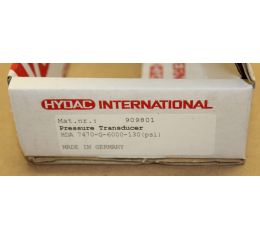 HYDAC INTERNATIONAL
Mat.nr.: 909801
Pressure Transducer
HDA 7470-G-6000-130(psi)
MADE IN GERMANY